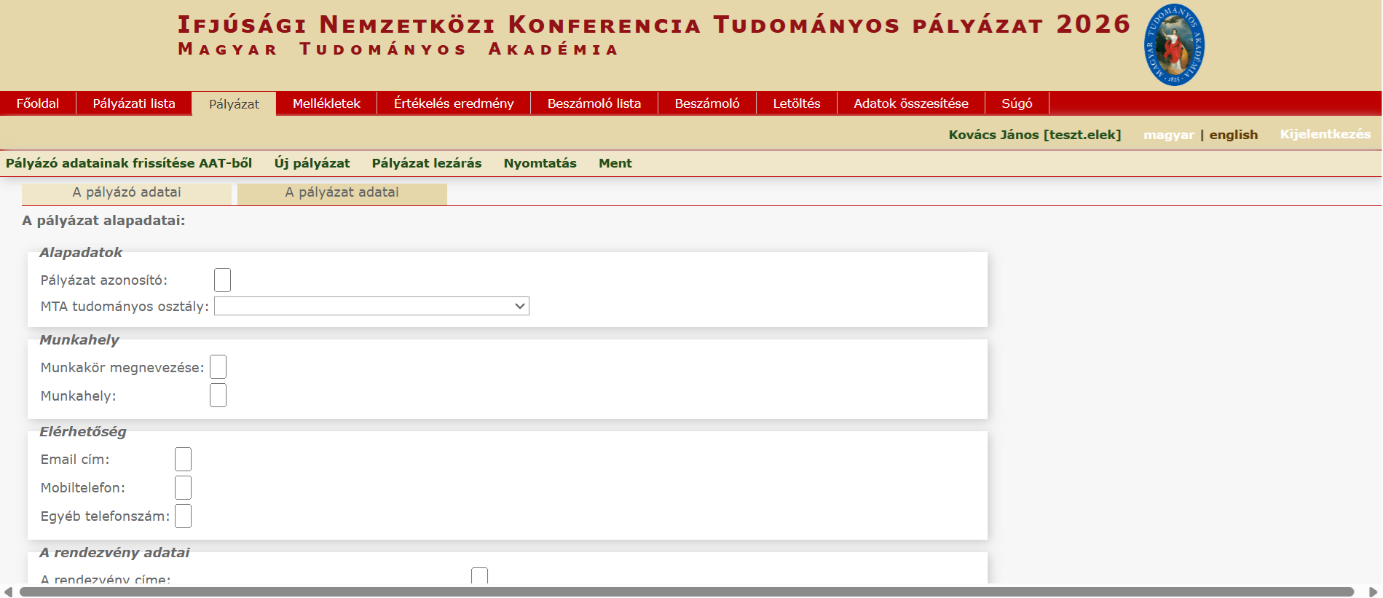 Ifjúsági Nemzetközi Konferencia Tudományos pályázat 2026
Magyar Tudományos Akadémia
Főoldal Pályázati lista Pályázat Mellékletek Értékelés eredmény Beszámoló lista Beszámoló Letöltés Adatok összesítése Súgó
Kovács János [teszt.elek] magyar | english Kijelentkezés
Pályázó adatainak frissítése AAT-ből Új pályázat Pályázat lezárás Nyomtatás Ment
A pályázó adatai A pályázat adatai
A pályázat alapadatai:
Alapadatok
Pályázat azonosító:
MTA tudományos osztály:
Munkahely
Munkakör megnevezése:
Munkahely:
Elérhetőség
Email cím:
Mobiltelefon:
Egyéb telefonszám:
A rendezvény adatai
A rendezvény címe: